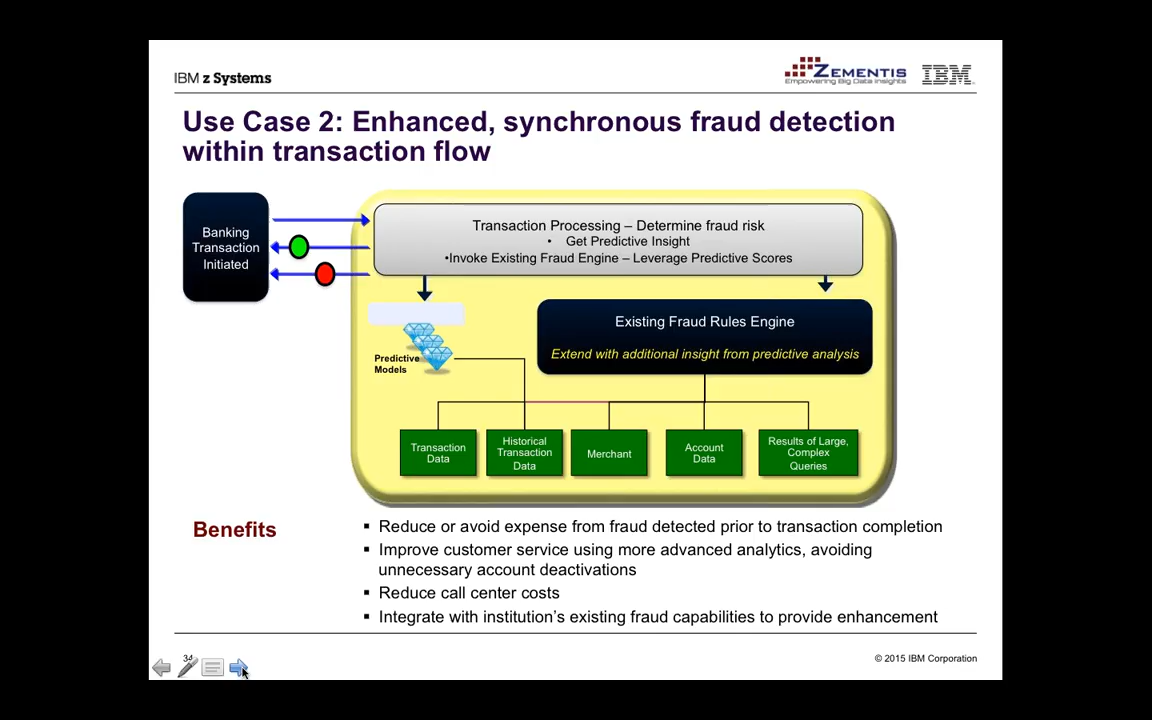 IBM z Systems
ZEMENTIS
Empowering Big Data Insights
IBM
Use Case 2: Enhanced, synchronous fraud detection
within transaction flow
Banking
Transaction
Initiated
Transaction Processing – Determine fraud risk
• Get Predictive Insight
•Invoke Existing Fraud Engine – Leverage Predictive Scores
Existing Fraud Rules Engine
Extend with additional insight from predictive analysis
Predictive
Models
Transaction
Data
Historical
Transaction
Data
Merchant
Account
Data
Results of Large,
Complex
Queries
Benefits
▪ Reduce or avoid expense from fraud detected prior to transaction completion
▪ Improve customer service using more advanced analytics, avoiding
unnecessary account deactivations
▪ Reduce call center costs
▪ Integrate with institution’s existing fraud capabilities to provide enhancement
34
© 2015 IBM Corporation